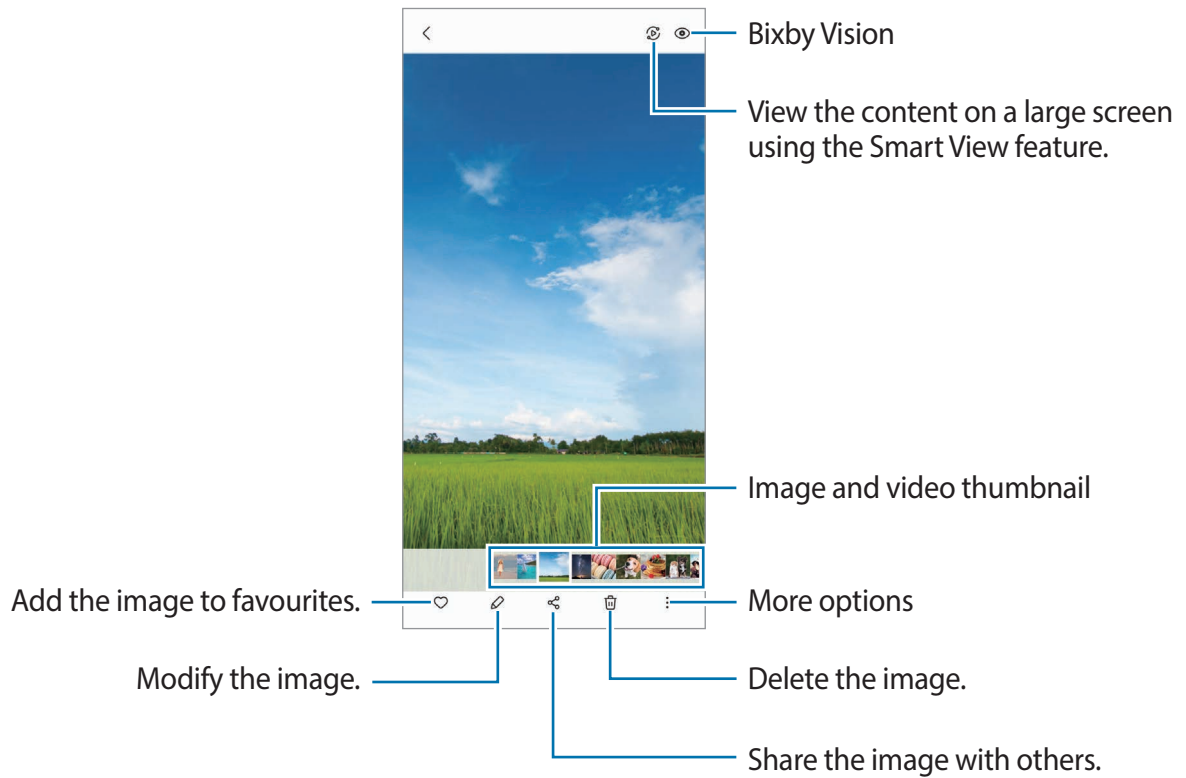 Bixby Vision
View the content on a large screen
using the Smart View feature.
Image and video thumbnail
Add the image to favourites.
More options
Modify the image.
Delete the image.
Share the image with others.